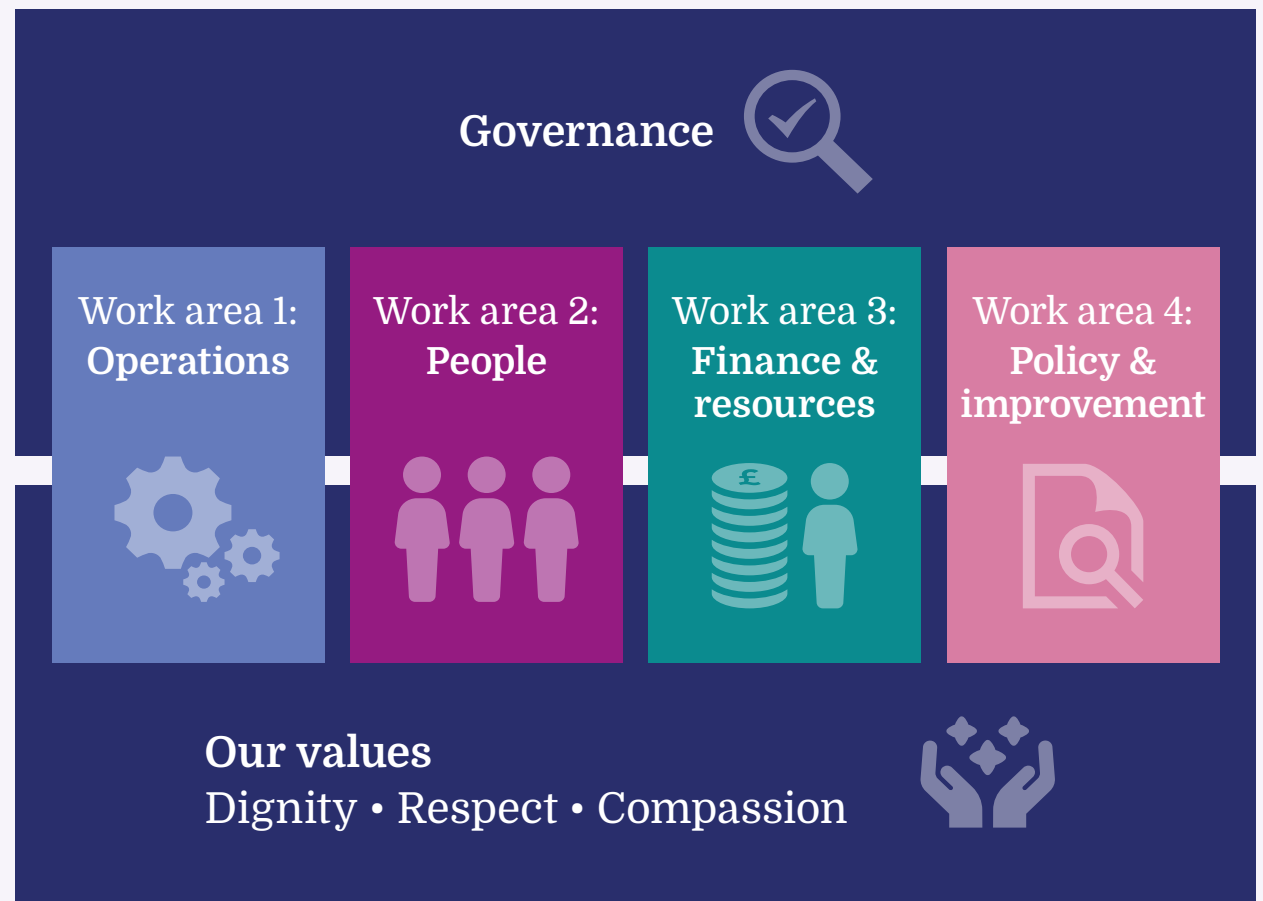 Governance
Work area 1:
Operations
Work area 2:
People
Work area 3:
Finance &
resources
£
Work area 4:
Policy &
improvement
Our values
Dignity • Respect • Compassion